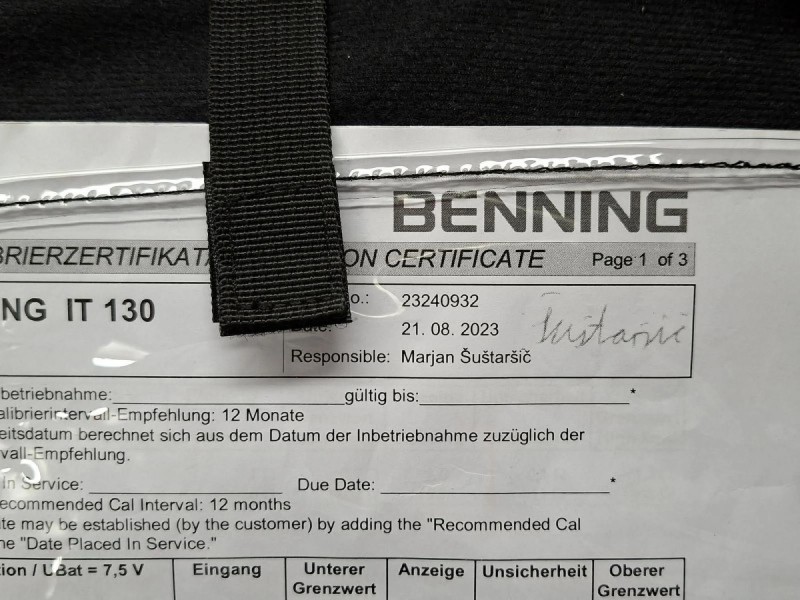 BENNING
BRIERZERTIFIKAT ON CERTIFICATE Page 1 of 3
NG IT 130
o.: 23240932
Date: 21. 08. 2023 Šuštaršič
Responsible: Marjan Šuštaršič
betriebnahme: gültig bis: *
alibrierintervall-Empfehlung: 12 Monate
eitsdatum berechnet sich aus dem Datum der Inbetriebnahme zuzüglich der
vall-Empfehlung.
In Service: Due Date: *
ecommended Cal Interval: 12 months
te may be established (by the customer) by adding the "Recommended Cal
he "Date Placed In Service."
tion / UBat = 7,5 V Eingang Unterer Grenzwert Anzeige Unsicherheit Oberer Grenzwert